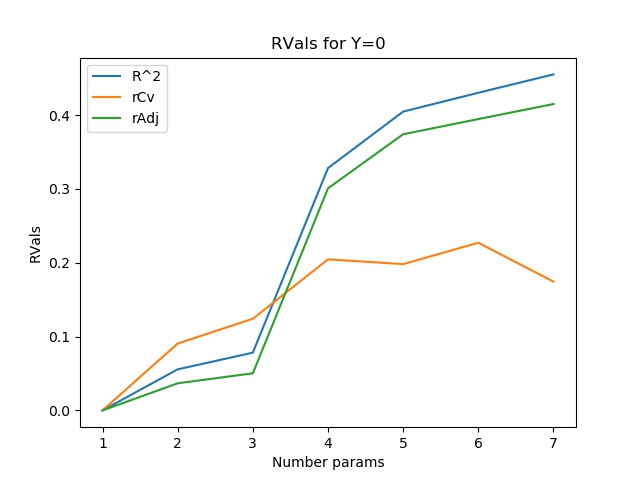 RVals for Y=0
R^2
rCv
rAdj
RVals
0.4
0.3
0.2
0.1
0.0
1 2 3 4 5 6 7
Number params